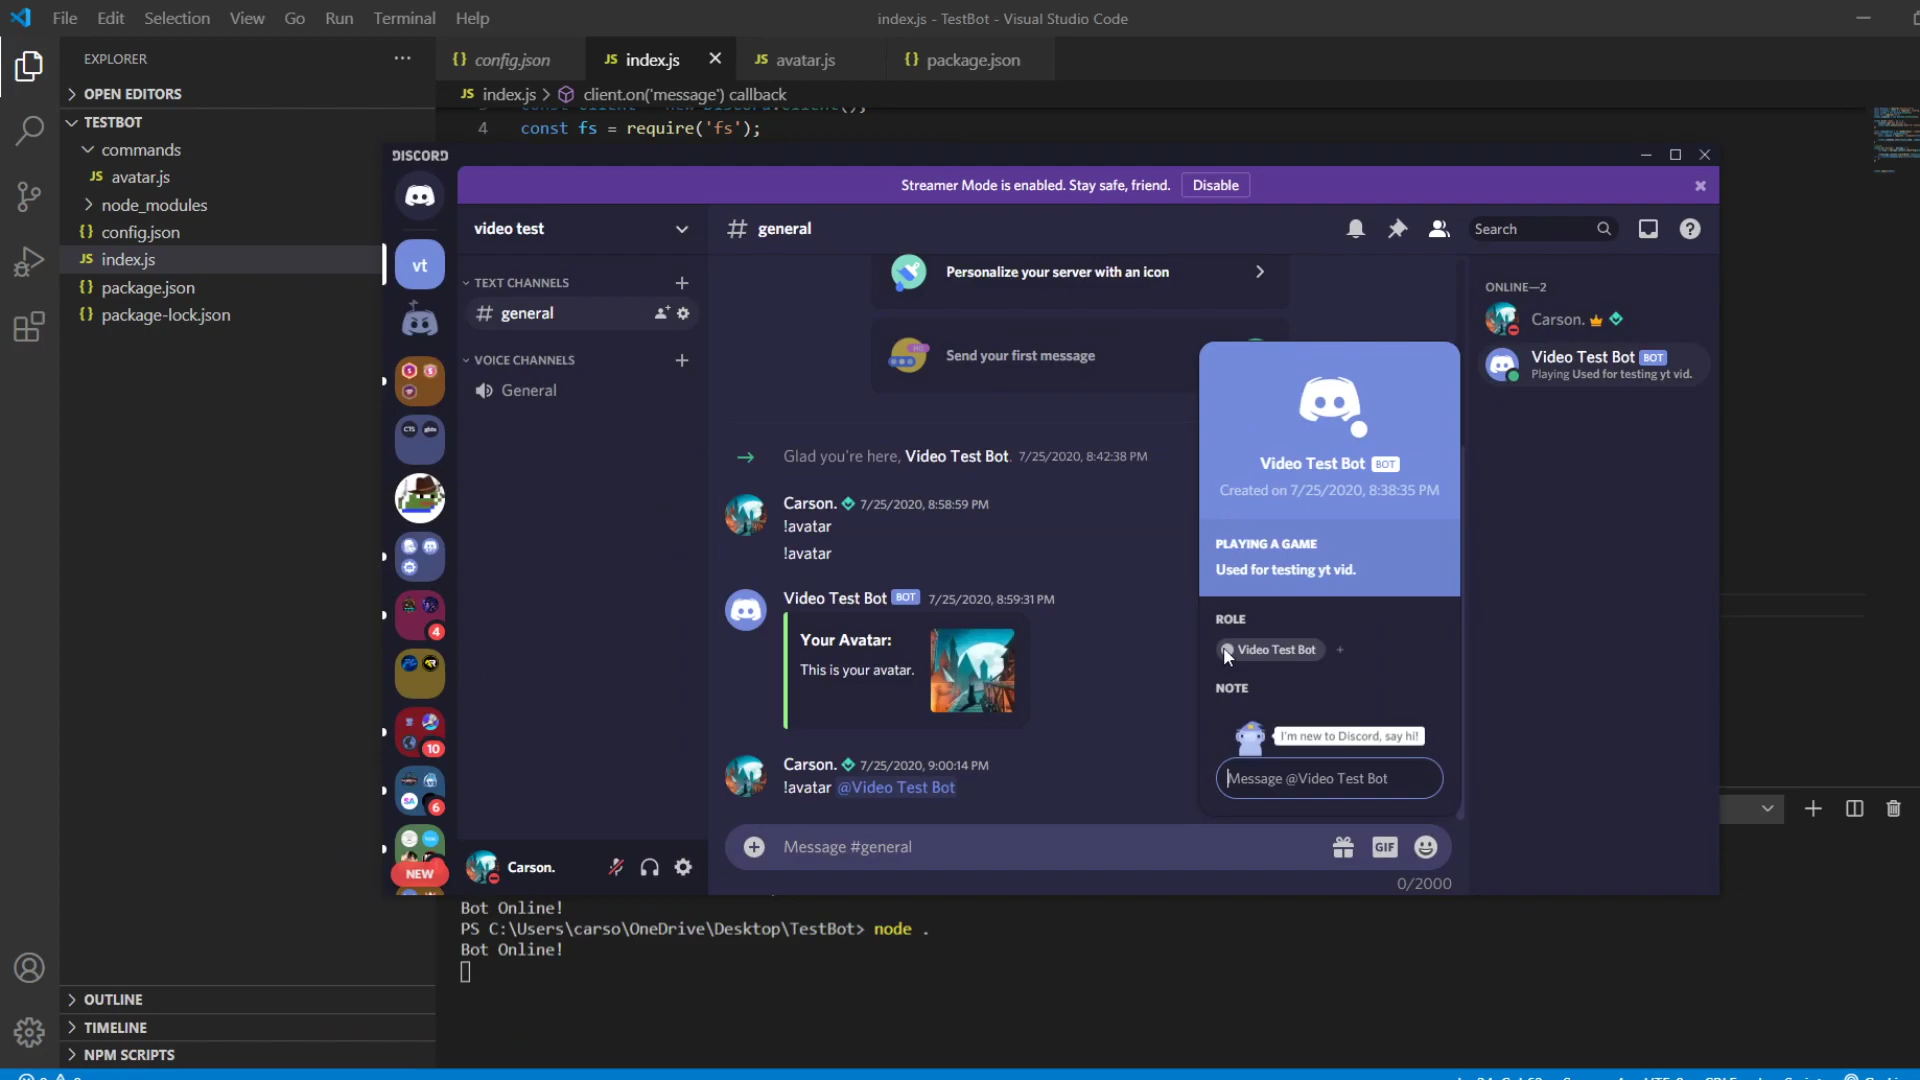 File Edit Selection View Go Run Terminal Help
index.js - TestBot - Visual Studio Code
EXPLORER
OPEN EDITORS
TESTBOT
commands
JS avatar.js
node_modules
{} config.json
JS index.js
{} package.json
{} package-lock.json
OUTLINE
TIMELINE
NPM SCRIPTS
{} config.json
JS index.js
JS avatar.js
{} package.json
JS index.js > client.on('message') callback
4 const fs = require('fs');
DISCORD
Streamer Mode is enabled. Stay safe, friend. Disable
vt
4
10
6
NEW
video test
TEXT CHANNELS
general
VOICE CHANNELS
General
Carson.
# general
Search
Personalize your server with an icon
Send your first message
Glad you're here, Video Test Bot. 7/25/2020, 8:42:38 PM
Carson. 7/25/2020, 8:58:59 PM
!avatar
!avatar
Video Test Bot BOT 7/25/2020, 8:59:31 PM
Your Avatar:
This is your avatar.
Carson. 7/25/2020, 9:00:14 PM
!avatar @Video Test Bot
Message #general
GIF
0/2000
Video Test Bot BOT
Created on 7/25/2020, 8:38:35 PM
PLAYING A GAME
Used for testing yt vid.
ROLE
Video Test Bot
NOTE
I'm new to Discord, say hi!
Message @Video Test Bot
ONLINE—2
Carson.
Video Test Bot BOT
Playing Used for testing yt vid.
Bot Online!
PS C:\Users\carso\OneDrive\Desktop\TestBot> node .
Bot Online!